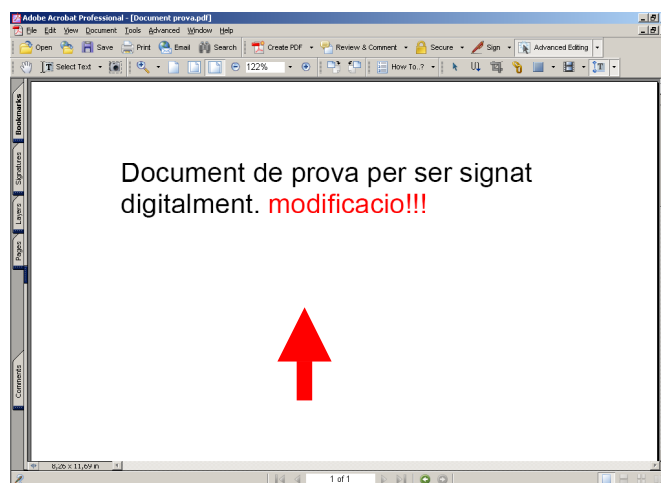 Adobe Acrobat Professional - [Document prova.pdf]
File Edit View Document Tools Advanced Window Help
Open Save Print Email Search Create PDF Review & Comment Secure Sign Advanced Editing
Select Text 122% How To..?
Bookmarks
Signatures
Layers
Pages
Comments
Document de prova per ser signat
digitalment. modificacio!!!
8,26 x 11,69 in
1 of 1